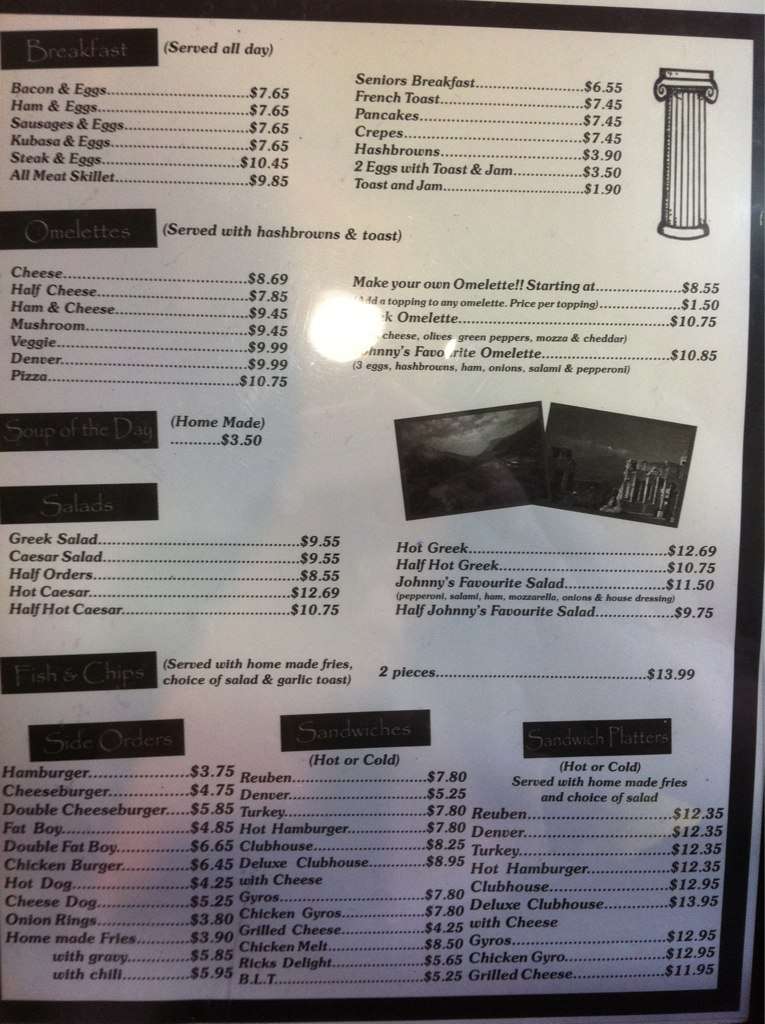 Breakfast (Served all day)
Bacon & Eggs...$7.65
Ham & Eggs...$7.65
Sausages & Eggs...$7.65
Kubasa & Eggs...$7.65
Steak & Eggs...$10.45
All Meat Skillet...$9.85
Seniors Breakfast...$6.55
French Toast...$7.45
Pancakes...$7.45
Crepes...$7.45
Hashbrowns...$3.90
2 Eggs with Toast & Jam...$3.50
Toast and Jam...$1.90
Omelettes (Served with hashbrowns & toast)
Cheese...$8.69
Half Cheese...$7.85
Ham & Cheese...$9.45
Mushroom...$9.45
Veggie...$9.99
Denver...$9.99
Pizza...$10.75
Make your own Omelette!! Starting at...$8.55
(Add a topping to any omelette. Price per topping)...$1.50
Omelette...$10.75
cheese, olives, green peppers, mozza & cheddar)
Johnny's Favourite Omelette...$10.85
(3 eggs, hashbrowns, ham, onions, salami & pepperoni)
Soup of the Day (Home Made)
...$3.50
Salads
Greek Salad...$9.55
Caesar Salad...$9.55
Half Orders...$8.55
Hot Caesar...$12.69
Half Hot Caesar...$10.75
Hot Greek...$12.69
Half Hot Greek...$10.75
Johnny's Favourite Salad...$11.50
(pepperoni, salami, ham, mozzarella, onions & house dressing)
Half Johnny's Favourite Salad...$9.75
Fish & Chips (Served with home made fries,
choice of salad & garlic toast)
2 pieces...$13.99
Side Orders
Hamburger...$3.75
Cheeseburger...$4.75
Double Cheeseburger...$5.85
Fat Boy...$4.85
Double Fat Boy...$6.65
Chicken Burger...$6.45
Hot Dog...$4.25
Cheese Dog...$5.25
Onion Rings...$3.80
Home made Fries...$3.90
with gravy...$5.85
with chili...$5.95
Sandwiches
(Hot or Cold)
Reuben...$7.80
Denver...$5.25
Turkey...$7.80
Hot Hamburger...$7.80
Clubhouse...$8.25
Deluxe Clubhouse...$8.95
with Cheese
Gyros...$7.80
Chicken Gyros...$7.80
Grilled Cheese...$4.25
Chicken Melt...$8.50
Ricks Delight...$5.65
B.L.T...$5.25
Sandwich Platters
(Hot or Cold)
Served with home made fries
and choice of salad
Reuben...$12.35
Denver...$12.35
Turkey...$12.35
Hot Hamburger...$12.35
Clubhouse...$12.95
Deluxe Clubhouse...$13.95
with Cheese
Gyros...$12.95
Chicken Gyro...$12.95
Grilled Cheese...$11.95